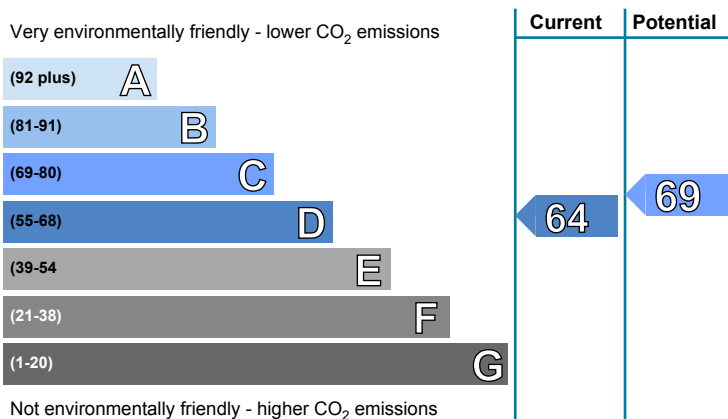 Current Potential
Very environmentally friendly - lower CO2 emissions
(92 plus) A
(81-91) B
(69-80) C
(55-68) D
64
69
(39-54 E
(21-38) F
(1-20) G
Not environmentally friendly - higher CO2 emissions